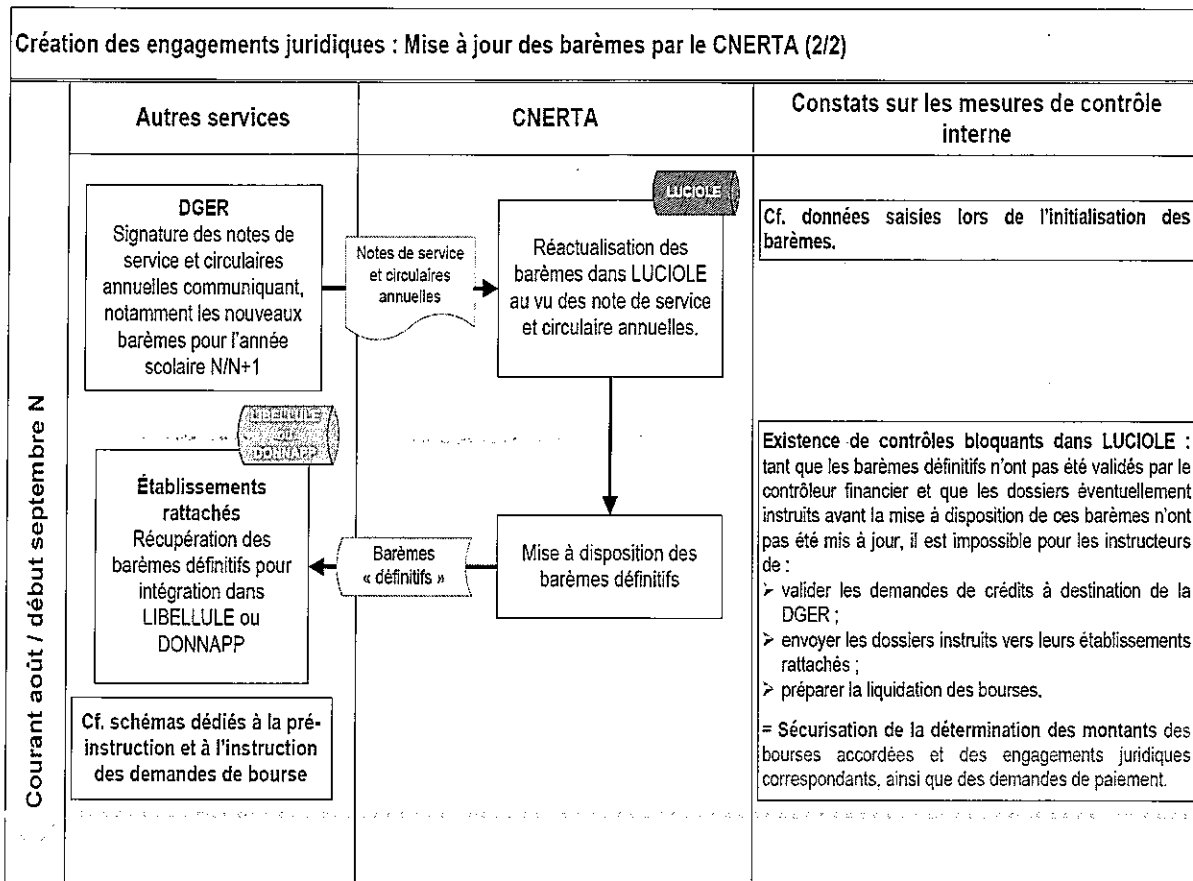 Création des engagements juridiques : Mise à jour des barèmes par le CNERTA (2/2)
Autres services
CNERTA
Constats sur les mesures de contrôle
interne
Courant août / début septembre N
DGER
Signature des notes de
service et circulaires
annuelles communiquant,
notamment les nouveaux
barèmes pour l'année
scolaire N/N+1
Notes de service
et circulaires
annuelles
LUCIOLE
Réactualisation des
barèmes dans LUCIOLE
au vu des note de service
et circulaire annuelles.
Cf. données saisies lors de l'initialisation des
barèmes.
LIBELLULE
ou
DONNAPP
Établissements
rattachés
Récupération des
barèmes définitifs pour
intégration dans
LIBELLULE ou
DONNAPP
Barèmes
« définitifs »
Mise à disposition des
barèmes définitifs
Existence de contrôles bloquants dans LUCIOLE :
tant que les barèmes définitifs n'ont pas été validés par le
contrôleur financier et que les dossiers éventuellement
instruits avant la mise à disposition de ces barèmes n'ont
pas été mis à jour, il est impossible pour les instructeurs
de :
➢ valider les demandes de crédits à destination de la
DGER ;
➢ envoyer les dossiers instruits vers leurs établissements
rattachés ;
➢ préparer la liquidation des bourses.
= Sécurisation de la détermination des montants des
bourses accordées et des engagements juridiques
correspondants, ainsi que des demandes de paiement.
Cf. schémas dédiés à la pré-
instruction et à l'instruction
des demandes de bourse